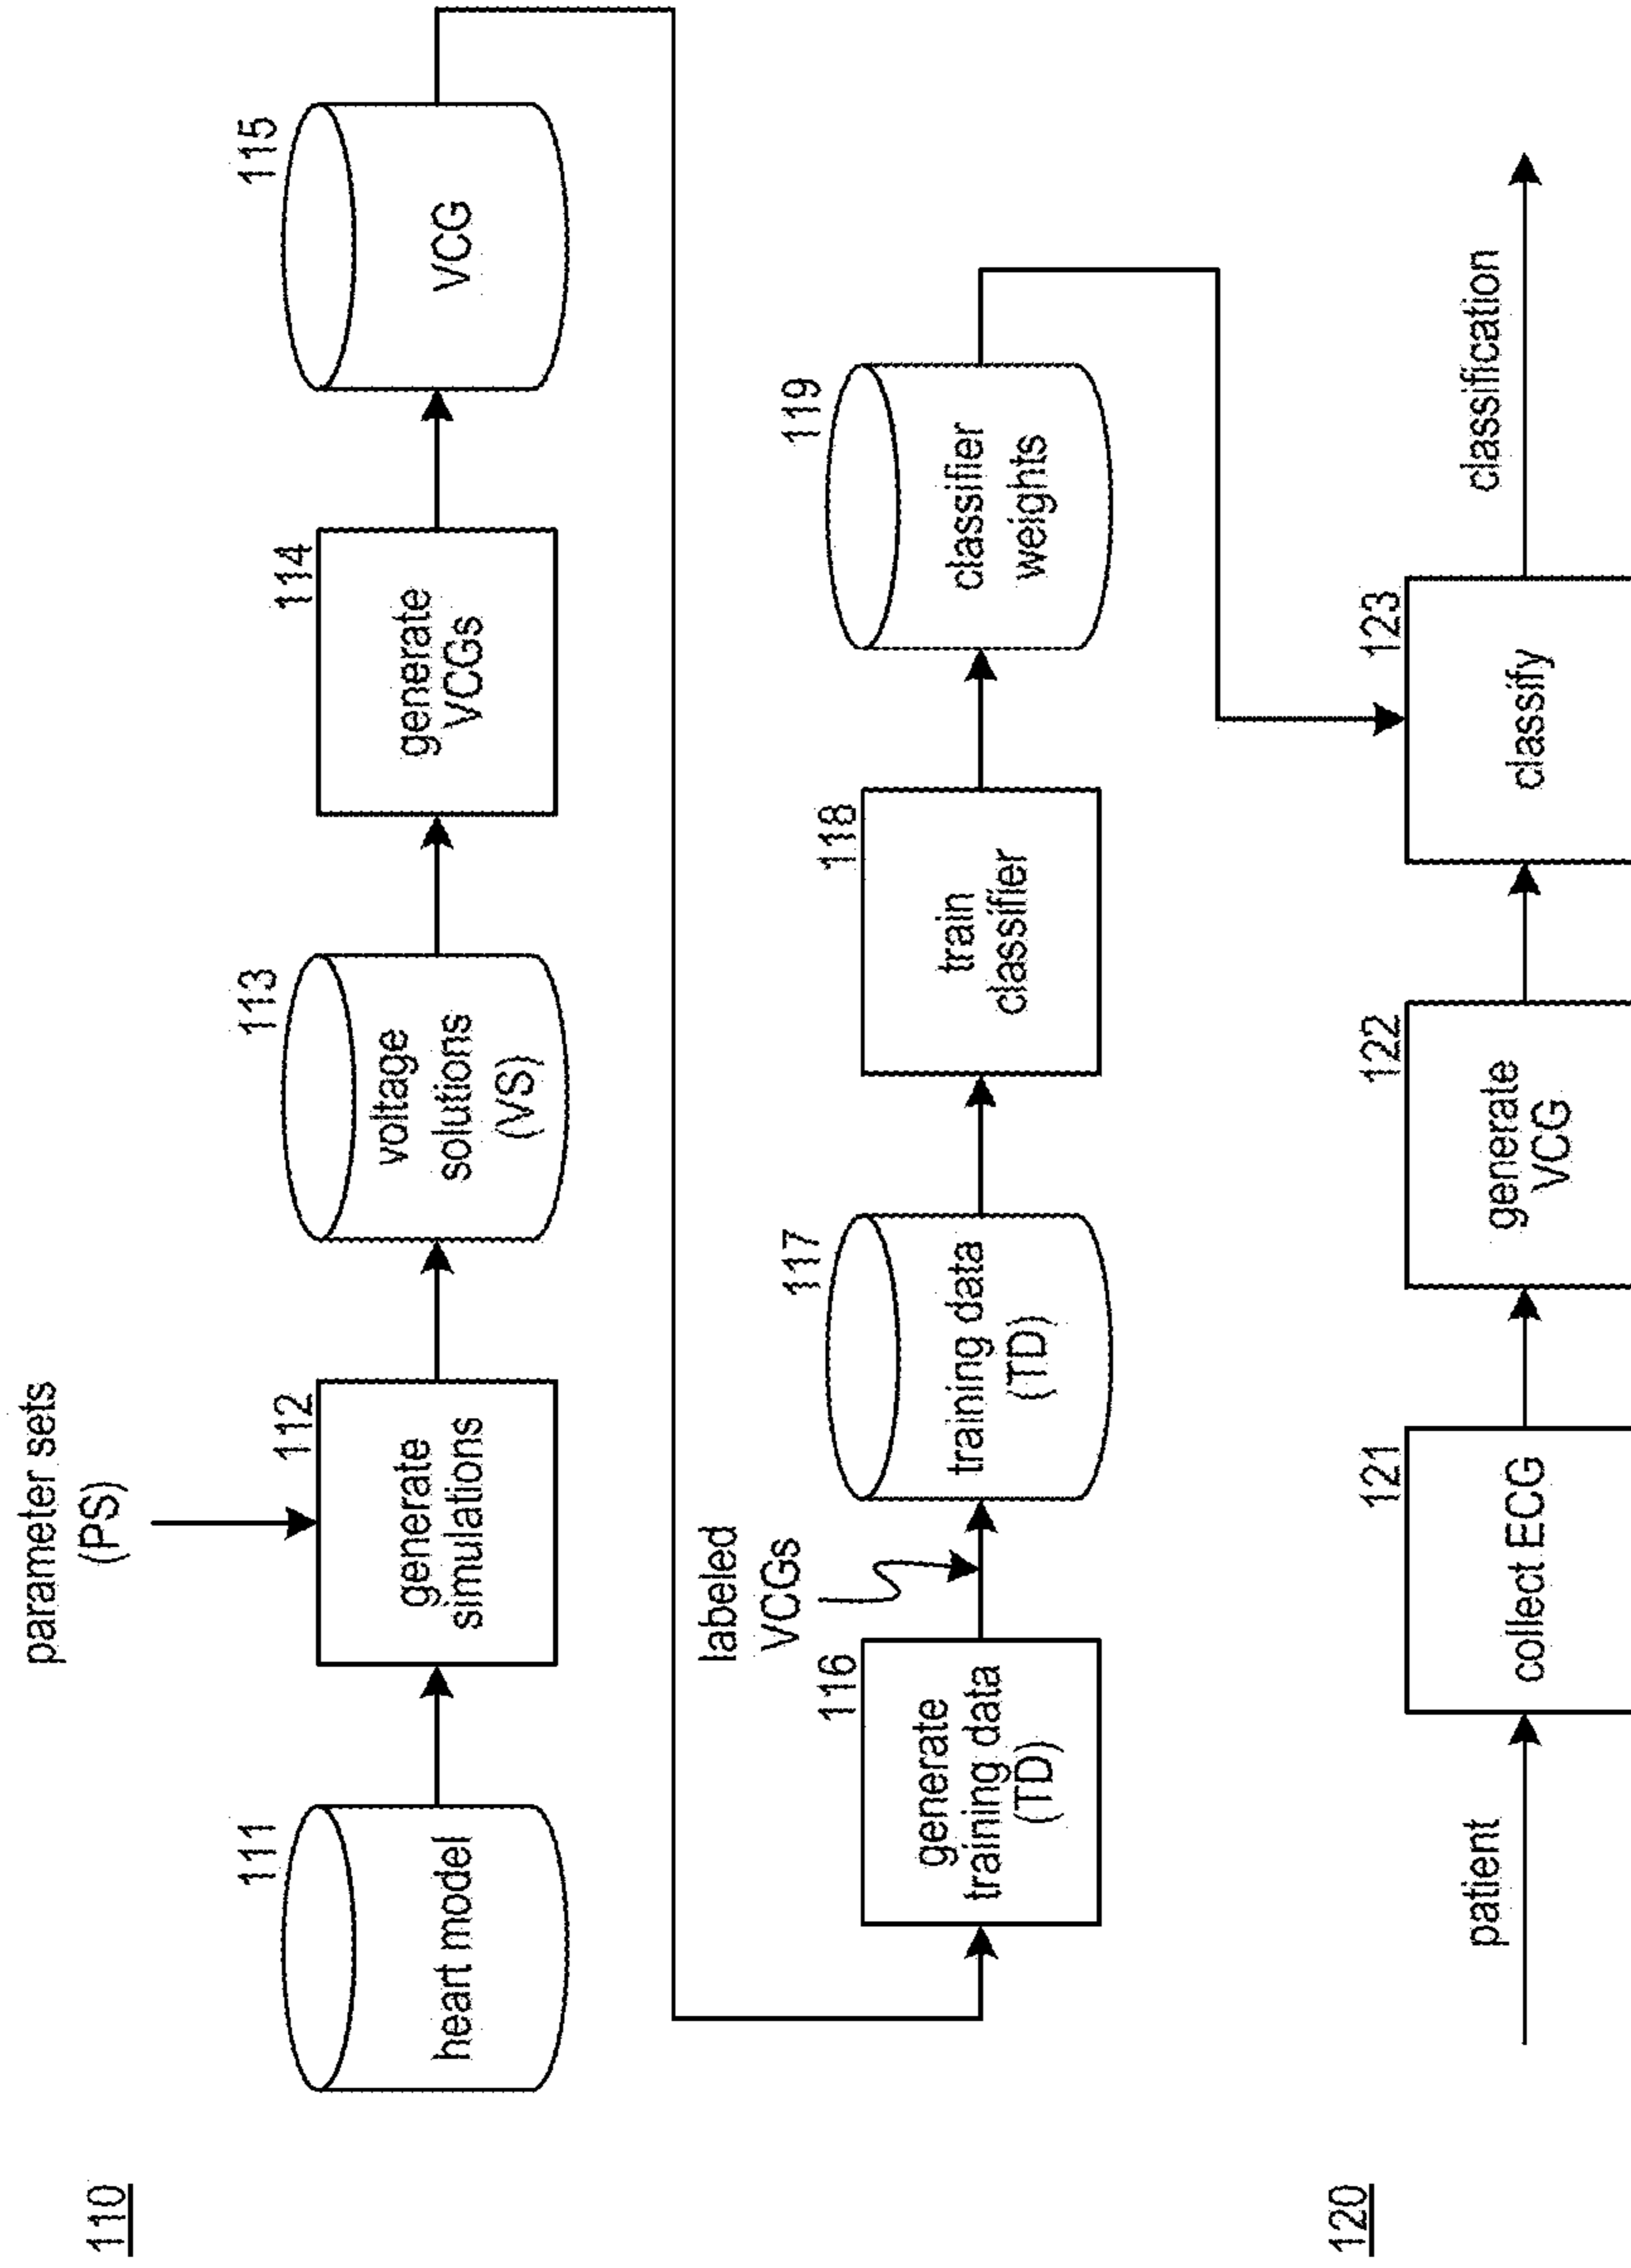 110
parameter sets
(PS)
111
heart model
112
generate
simulations
113
voltage
solutions
(VS)
114
generate
VCGs
115
VCG
116
generate
training data
(TD)
labeled
VCGs
117
training data
(TD)
118
train
classifier
119
classifier
weights
120
patient
121
collect ECG
122
generate
VCG
123
classify
classification